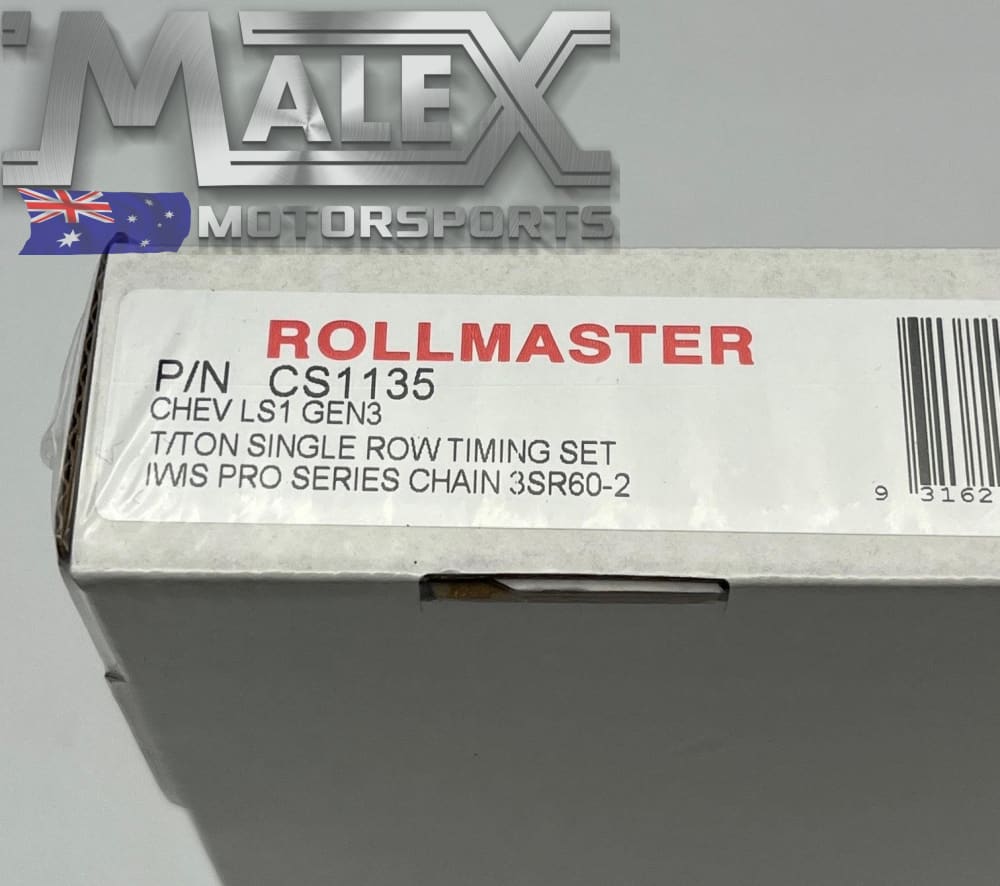 MALEX
MOTORSPORTS
ROLLMASTER
P/N CS1135
CHEV LS1 GEN3
T/TON SINGLE ROW TIMING SET
IWIS PRO SERIES CHAIN 3SR60-2
9 3162